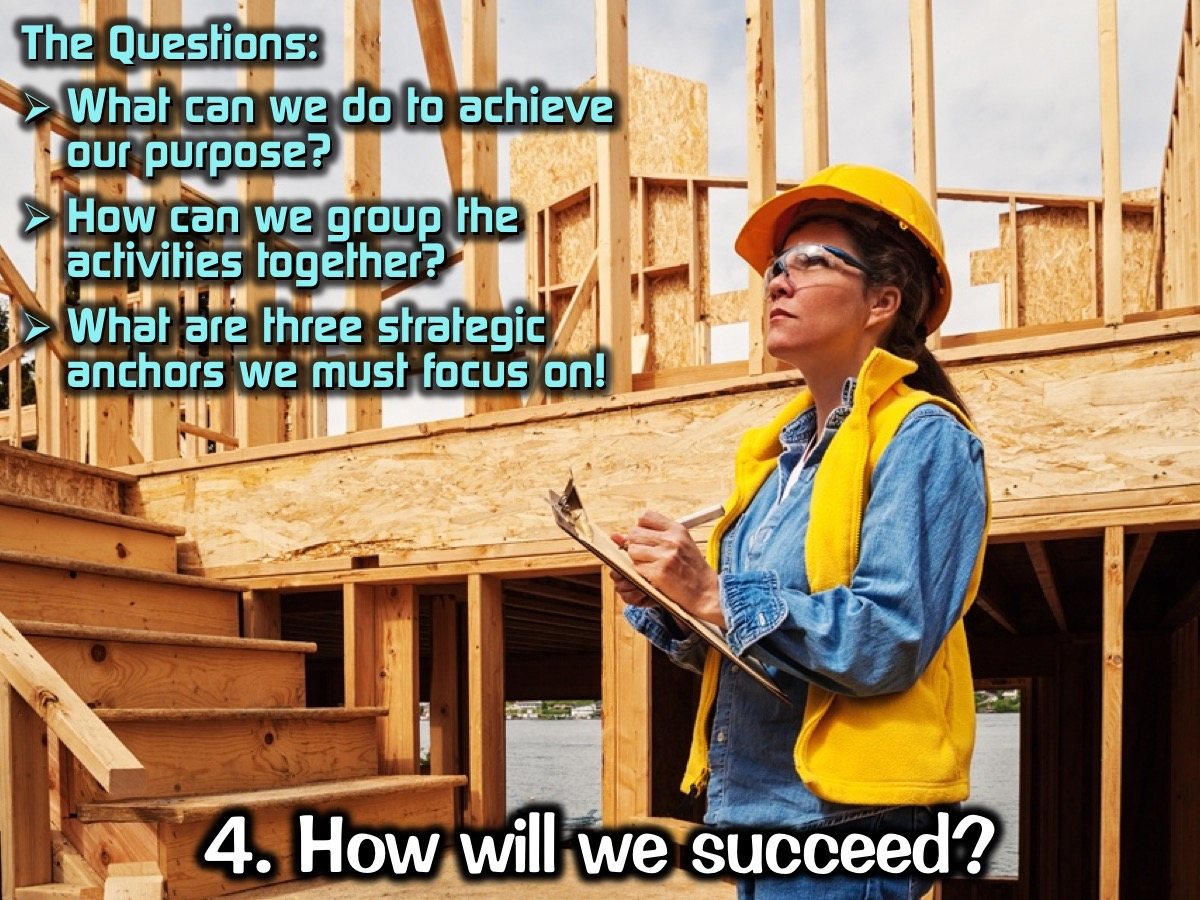 The Questions:
➢ What can we do to achieve
our purpose?
➢ How can we group the
activities together?
➢ What are three strategic
anchors we must focus on!
4. How will we succeed?